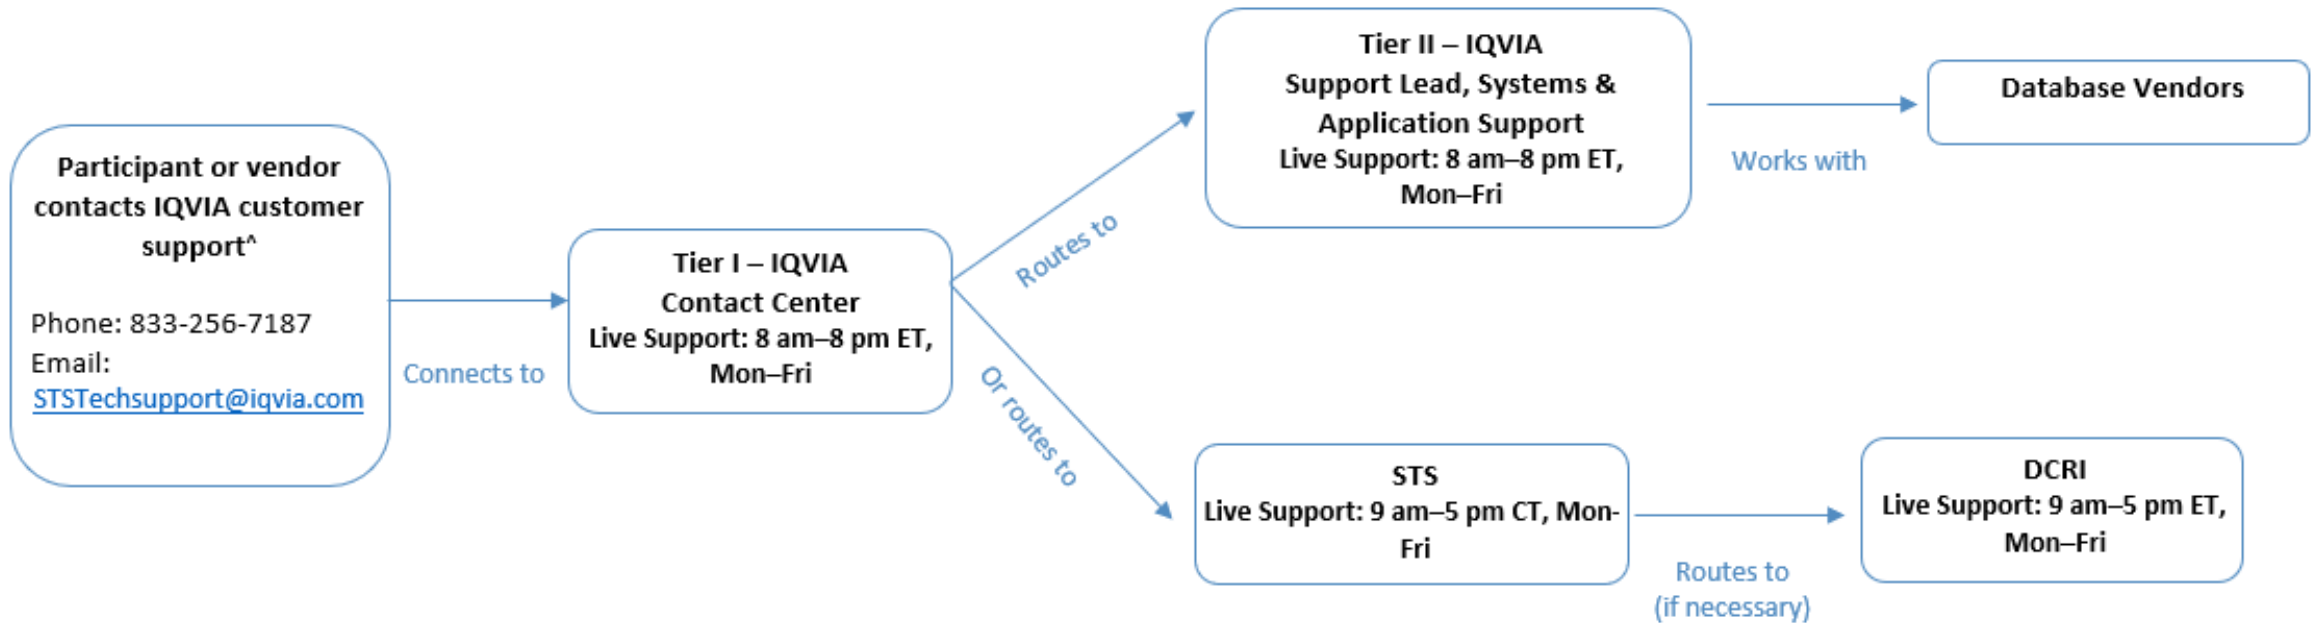 Participant or vendor
contacts IQVIA customer
support^
Phone: 833-256-7187
Email:
STSTechsupport@iqvia.com
Connects to
Tier I – IQVIA
Contact Center
Live Support: 8 am–8 pm ET,
Mon–Fri
Routes to
Tier II – IQVIA
Support Lead, Systems &
Application Support
Live Support: 8 am–8 pm ET,
Mon–Fri
Works with
Database Vendors
Or routes to
STS
Live Support: 9 am–5 pm CT, Mon-
Fri
Routes to
(if necessary)
DCRI
Live Support: 9 am–5 pm ET,
Mon–Fri